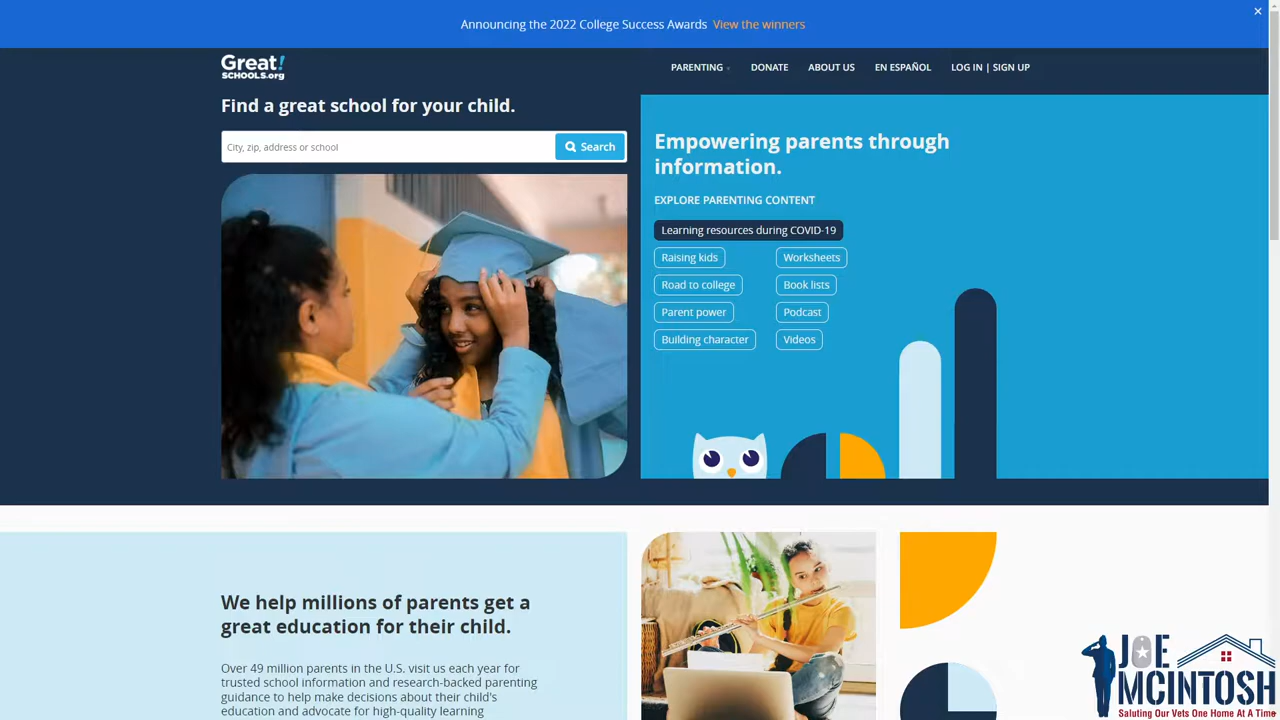 Announcing the 2022 College Success Awards View the winners
×
Great!
SCHOOLS.org
PARENTING
DONATE
ABOUT US
EN ESPAÑOL
LOG IN | SIGN UP
Find a great school for your child.
City, zip, address or school
Search
Empowering parents through
information.
EXPLORE PARENTING CONTENT
Learning resources during COVID-19
Raising kids
Worksheets
Road to college
Book lists
Parent power
Podcast
Building character
Videos
We help millions of parents get a
great education for their child.
Over 49 million parents in the U.S. visit us each year for
trusted school information and research-backed parenting
guidance to help make decisions about their child's
education and advocate for high-quality learning
JOE
MCINTOSH
Saluting Our Vets One Home At A Time